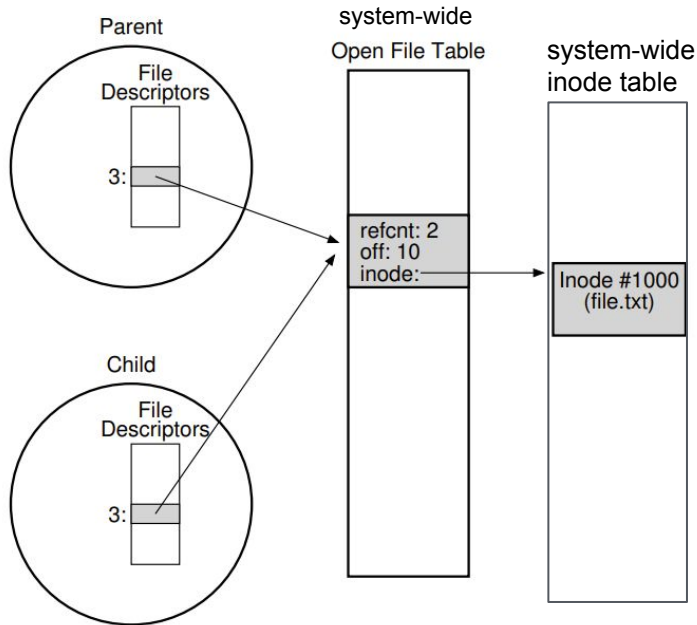 Parent
File
Descriptors
3:
Child
File
Descriptors
3:
system-wide
Open File Table
refcnt: 2
off: 10
inode:
system-wide
inode table
Inode #1000
(file.txt)